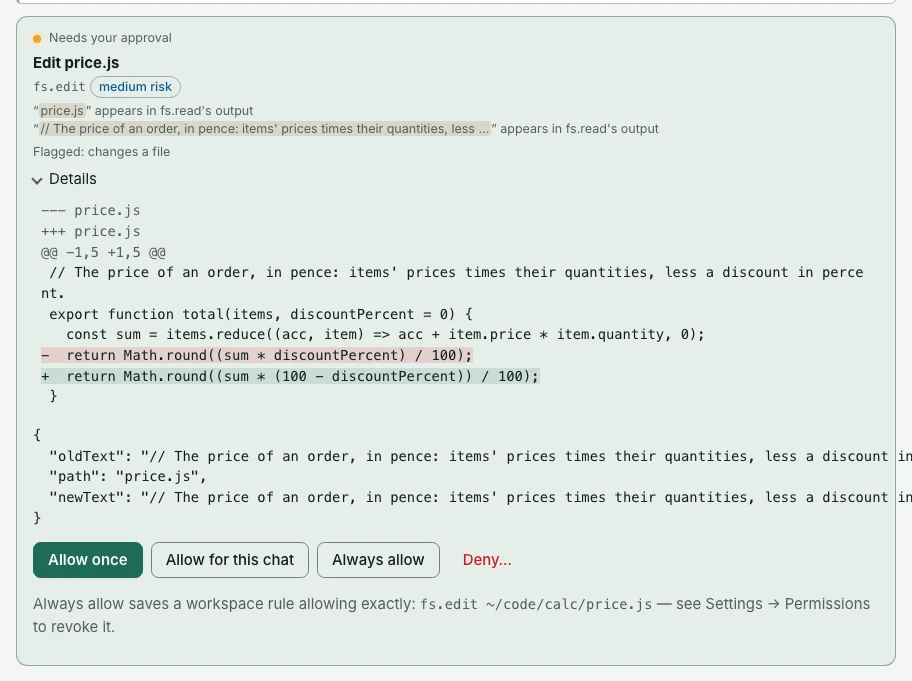 Needs your approval
Edit price.js
fs.edit medium risk
“price.js” appears in fs.read's output
“// The price of an order, in pence: items' prices times their quantities, less ...” appears in fs.read's output
Flagged: changes a file
Details
--- price.js
+++ price.js
@@ -1,5 +1,5 @@
// The price of an order, in pence: items' prices times their quantities, less a discount in perce
nt.
export function total(items, discountPercent = 0) {
const sum = items.reduce((acc, item) => acc + item.price * item.quantity, 0);
- return Math.round((sum * discountPercent) / 100);
+ return Math.round((sum * (100 - discountPercent)) / 100);
}
{
"oldText": "// The price of an order, in pence: items' prices times their quantities, less a discount in
"path": "price.js",
"newText": "// The price of an order, in pence: items' prices times their quantities, less a discount in
}
Allow once Allow for this chat Always allow Deny...
Always allow saves a workspace rule allowing exactly: fs.edit ~/code/calc/price.js — see Settings → Permissions
to revoke it.